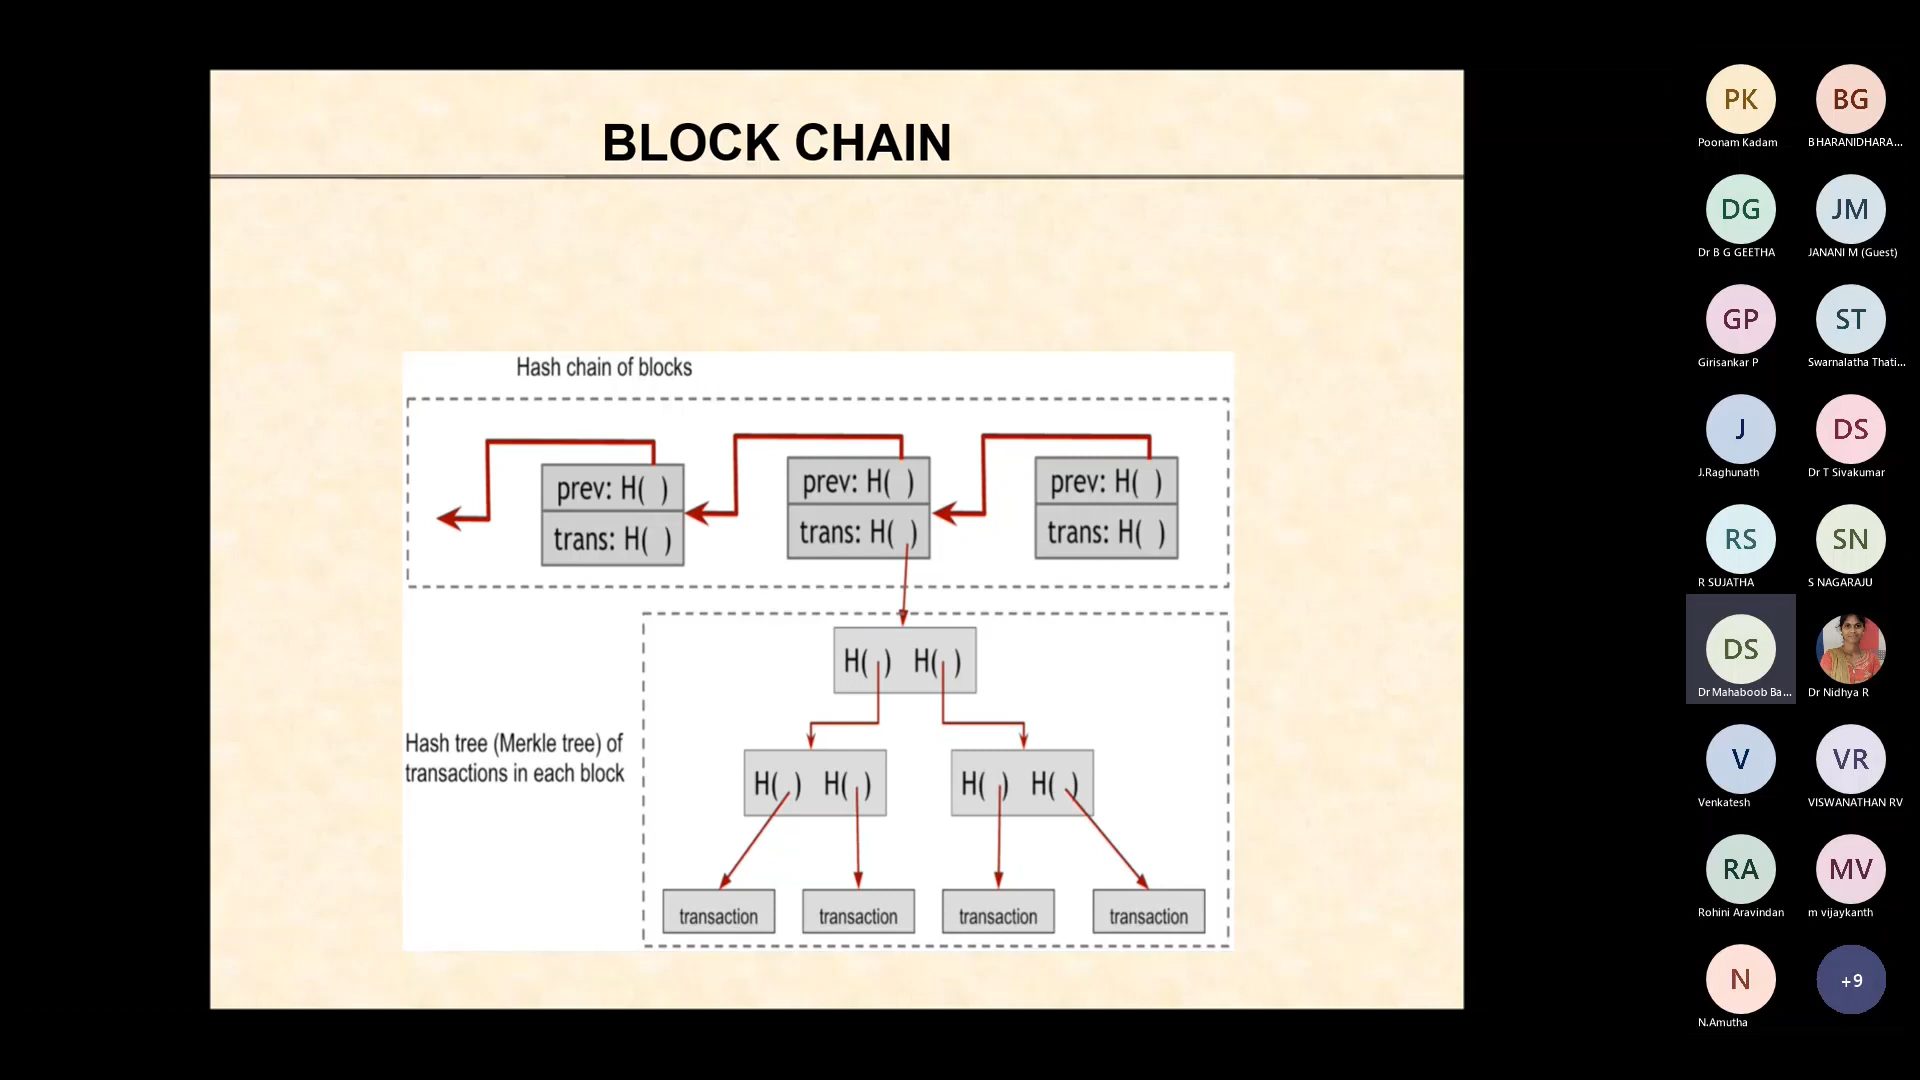 BLOCK CHAIN
Hash chain of blocks
prev: H( )
trans: H( )
prev: H( )
trans: H( )
prev: H( )
trans: H( )
H( ) H( )
Hash tree (Merkle tree) of
transactions in each block
H( ) H( )
H( ) H( )
transaction
transaction
transaction
transaction
PK
Poonam Kadam
BG
BHARANIDHARA...
DG
Dr B G GEETHA
JM
JANANI M (Guest)
GP
Girisankar P
ST
Swarnalatha Thati...
J
J.Raghunath
DS
Dr T Sivakumar
RS
R SUJATHA
SN
S NAGARAJU
DS
Dr Mahaboob Ba...
Dr Nidhya R
V
Venkatesh
VR
VISWANATHAN RV
RA
Rohini Aravindan
MV
m vijaykanth
N
N.Amutha
+9